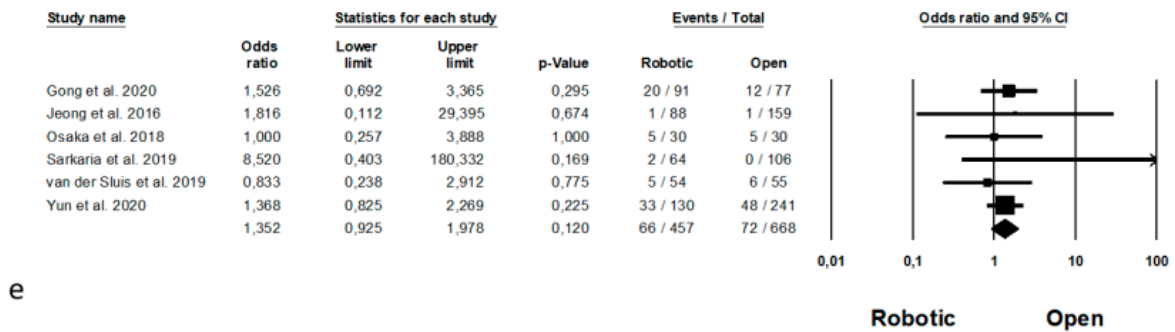 Study name Statistics for each study Events / Total Odds ratio and 95% CI
Odds ratio Lower limit Upper limit p-Value Robotic Open
Gong et al. 2020 1,526 0,692 3,365 0,295 20 / 91 12 / 77
Jeong et al. 2016 1,816 0,112 29,395 0,674 1 / 88 1 / 159
Osaka et al. 2018 1,000 0,257 3,888 1,000 5 / 30 5 / 30
Sarkaria et al. 2019 8,520 0,403 180,332 0,169 2 / 64 0 / 106
van der Sluis et al. 2019 0,833 0,238 2,912 0,775 5 / 54 6 / 55
Yun et al. 2020 1,368 0,825 2,269 0,225 33 / 130 48 / 241
1,352 0,925 1,978 0,120 66 / 457 72 / 668
0,01 0,1 1 10 100
e
Robotic Open